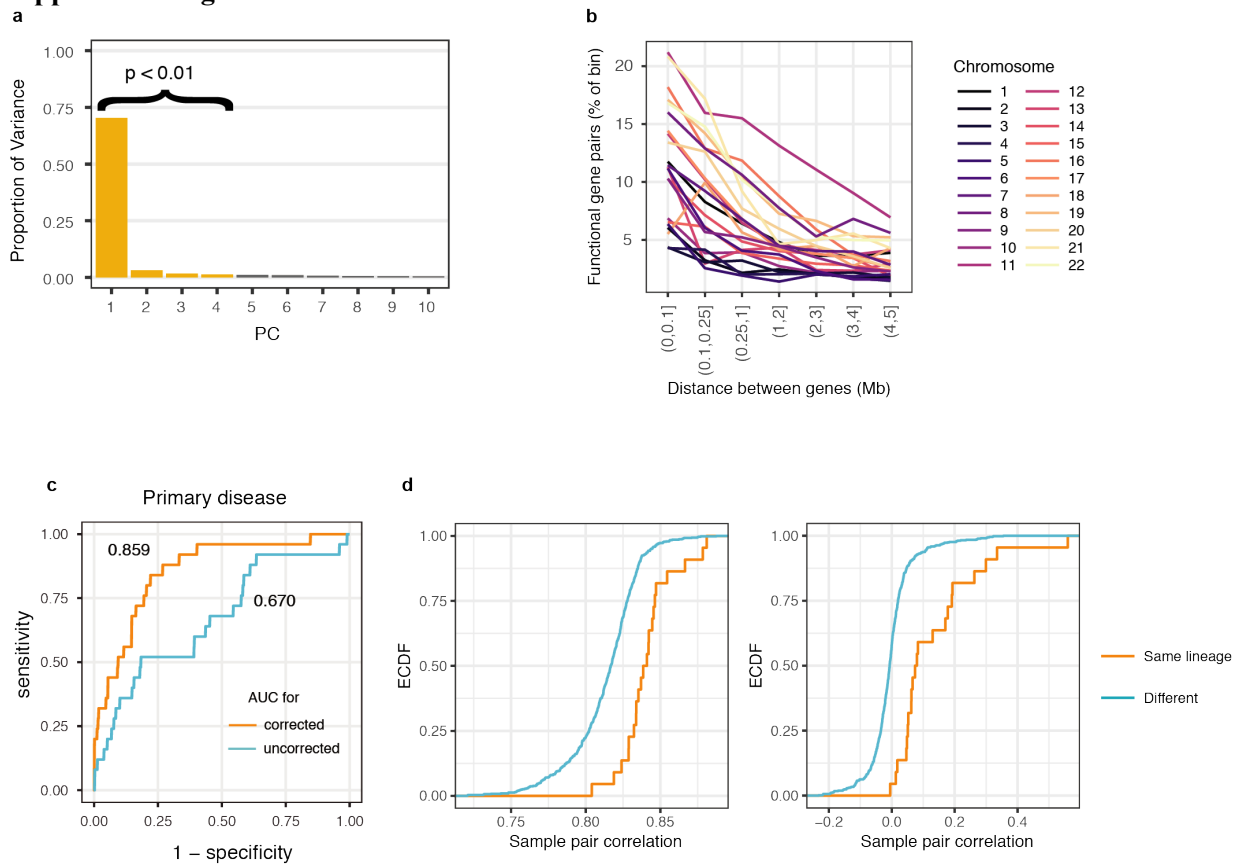 a
1.00
0.75
0.50
0.25
0.00
Proportion of Variance
p < 0.01
1 2 3 4 5 6 7 8 9 10
PC
b
20
15
10
5
Functional gene pairs (% of bin)
(0,0.1] (0.1,0.25] (0.25,1] (1,2] (2,3] (3,4] (4,5]
Distance between genes (Mb)
Chromosome
1 12
2 13
3 14
4 15
5 16
6 17
7 18
8 19
9 20
10 21
11 22
c
Primary disease
1.00
0.75
0.50
0.25
0.00
sensitivity
0.859
0.670
AUC for
corrected
uncorrected
0.00 0.25 0.50 0.75 1.00
1 − specificity
d
1.00
0.75
0.50
0.25
0.00
ECDF
0.75 0.80 0.85
Sample pair correlation
1.00
0.75
0.50
0.25
0.00
ECDF
−0.2 0.0 0.2 0.4
Sample pair correlation
Same lineage
Different